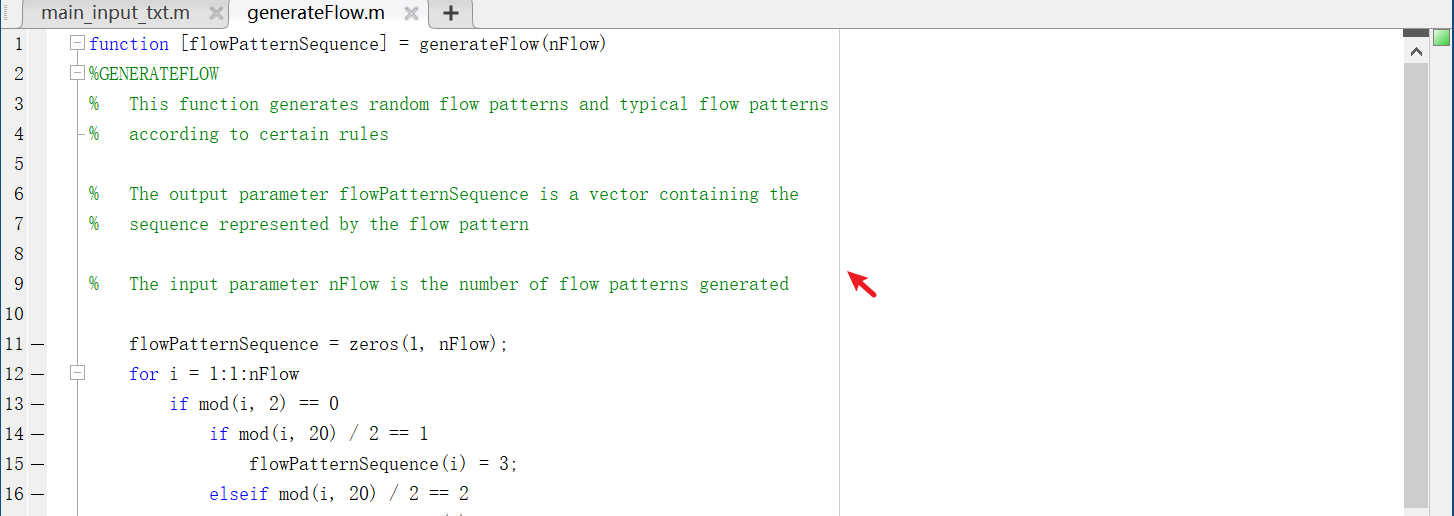 main_input_txt.m generateFlow.m +
1 function [flowPatternSequence] = generateFlow(nFlow)
2 %GENERATEFLOW
3 % This function generates random flow patterns and typical flow patterns
4 % according to certain rules
5
6 % The output parameter flowPatternSequence is a vector containing the
7 % sequence represented by the flow pattern
8
9 % The input parameter nFlow is the number of flow patterns generated
10
11 flowPatternSequence = zeros(1, nFlow);
12 for i = 1:1:nFlow
13 if mod(i, 2) == 0
14 if mod(i, 20) / 2 == 1
15 flowPatternSequence(i) = 3;
16 elseif mod(i, 20) / 2 == 2